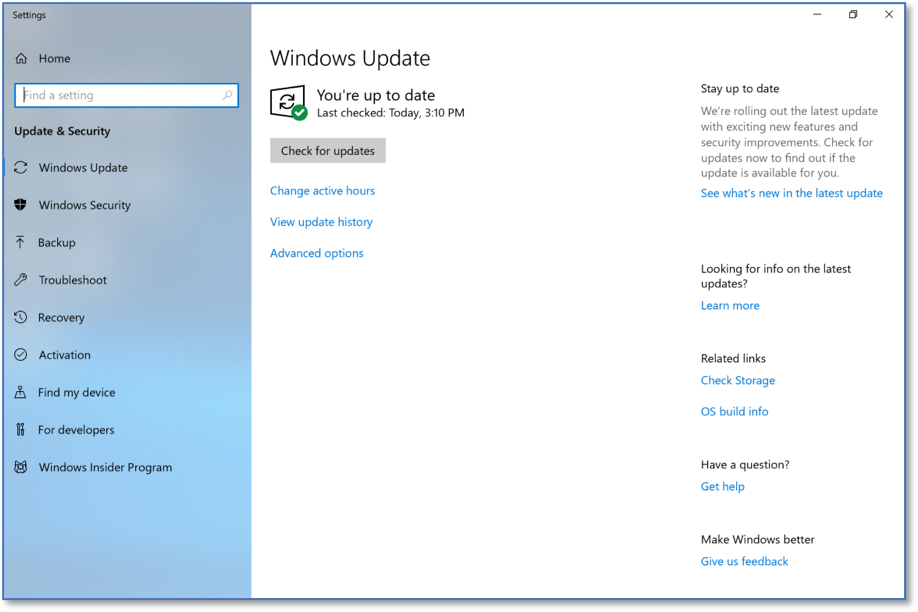 Settings
Home
Find a setting
Update & Security
Windows Update
Windows Security
Backup
Troubleshoot
Recovery
Activation
Find my device
For developers
Windows Insider Program
Windows Update
You're up to date
Last checked: Today, 3:10 PM
Check for updates
Change active hours
View update history
Advanced options
Stay up to date
We're rolling out the latest update
with exciting new features and
security improvements. Check for
updates now to find out if the
update is available for you.
See what's new in the latest update
Looking for info on the latest
updates?
Learn more
Related links
Check Storage
OS build info
Have a question?
Get help
Make Windows better
Give us feedback